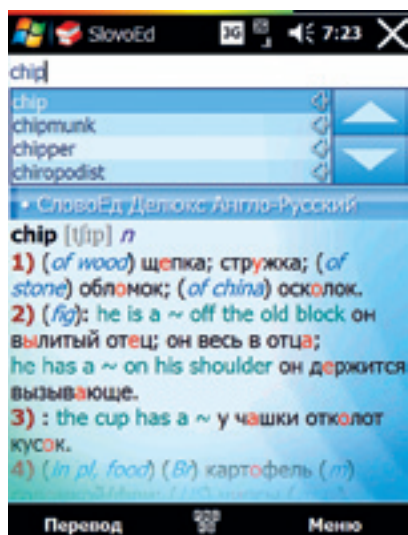 SlovoEd 3G 7:23
chip
chip
chipmunk
chipper
chiropodist
• СловоЕд Делюкс Англо-Русский
chip [tʃip] n
1) (of wood) щепка; стружка; (of
stone) обломок; (of china) осколок.
2) (fig): he is a ~ off the old block он
вылитый отец; он весь в отца;
he has a ~ on his shoulder он держится
вызывающе.
3) : the cup has a ~ у чашки отколот
кусок.
4) (in pl, food) (Br) картофель (m)
Перевод Меню